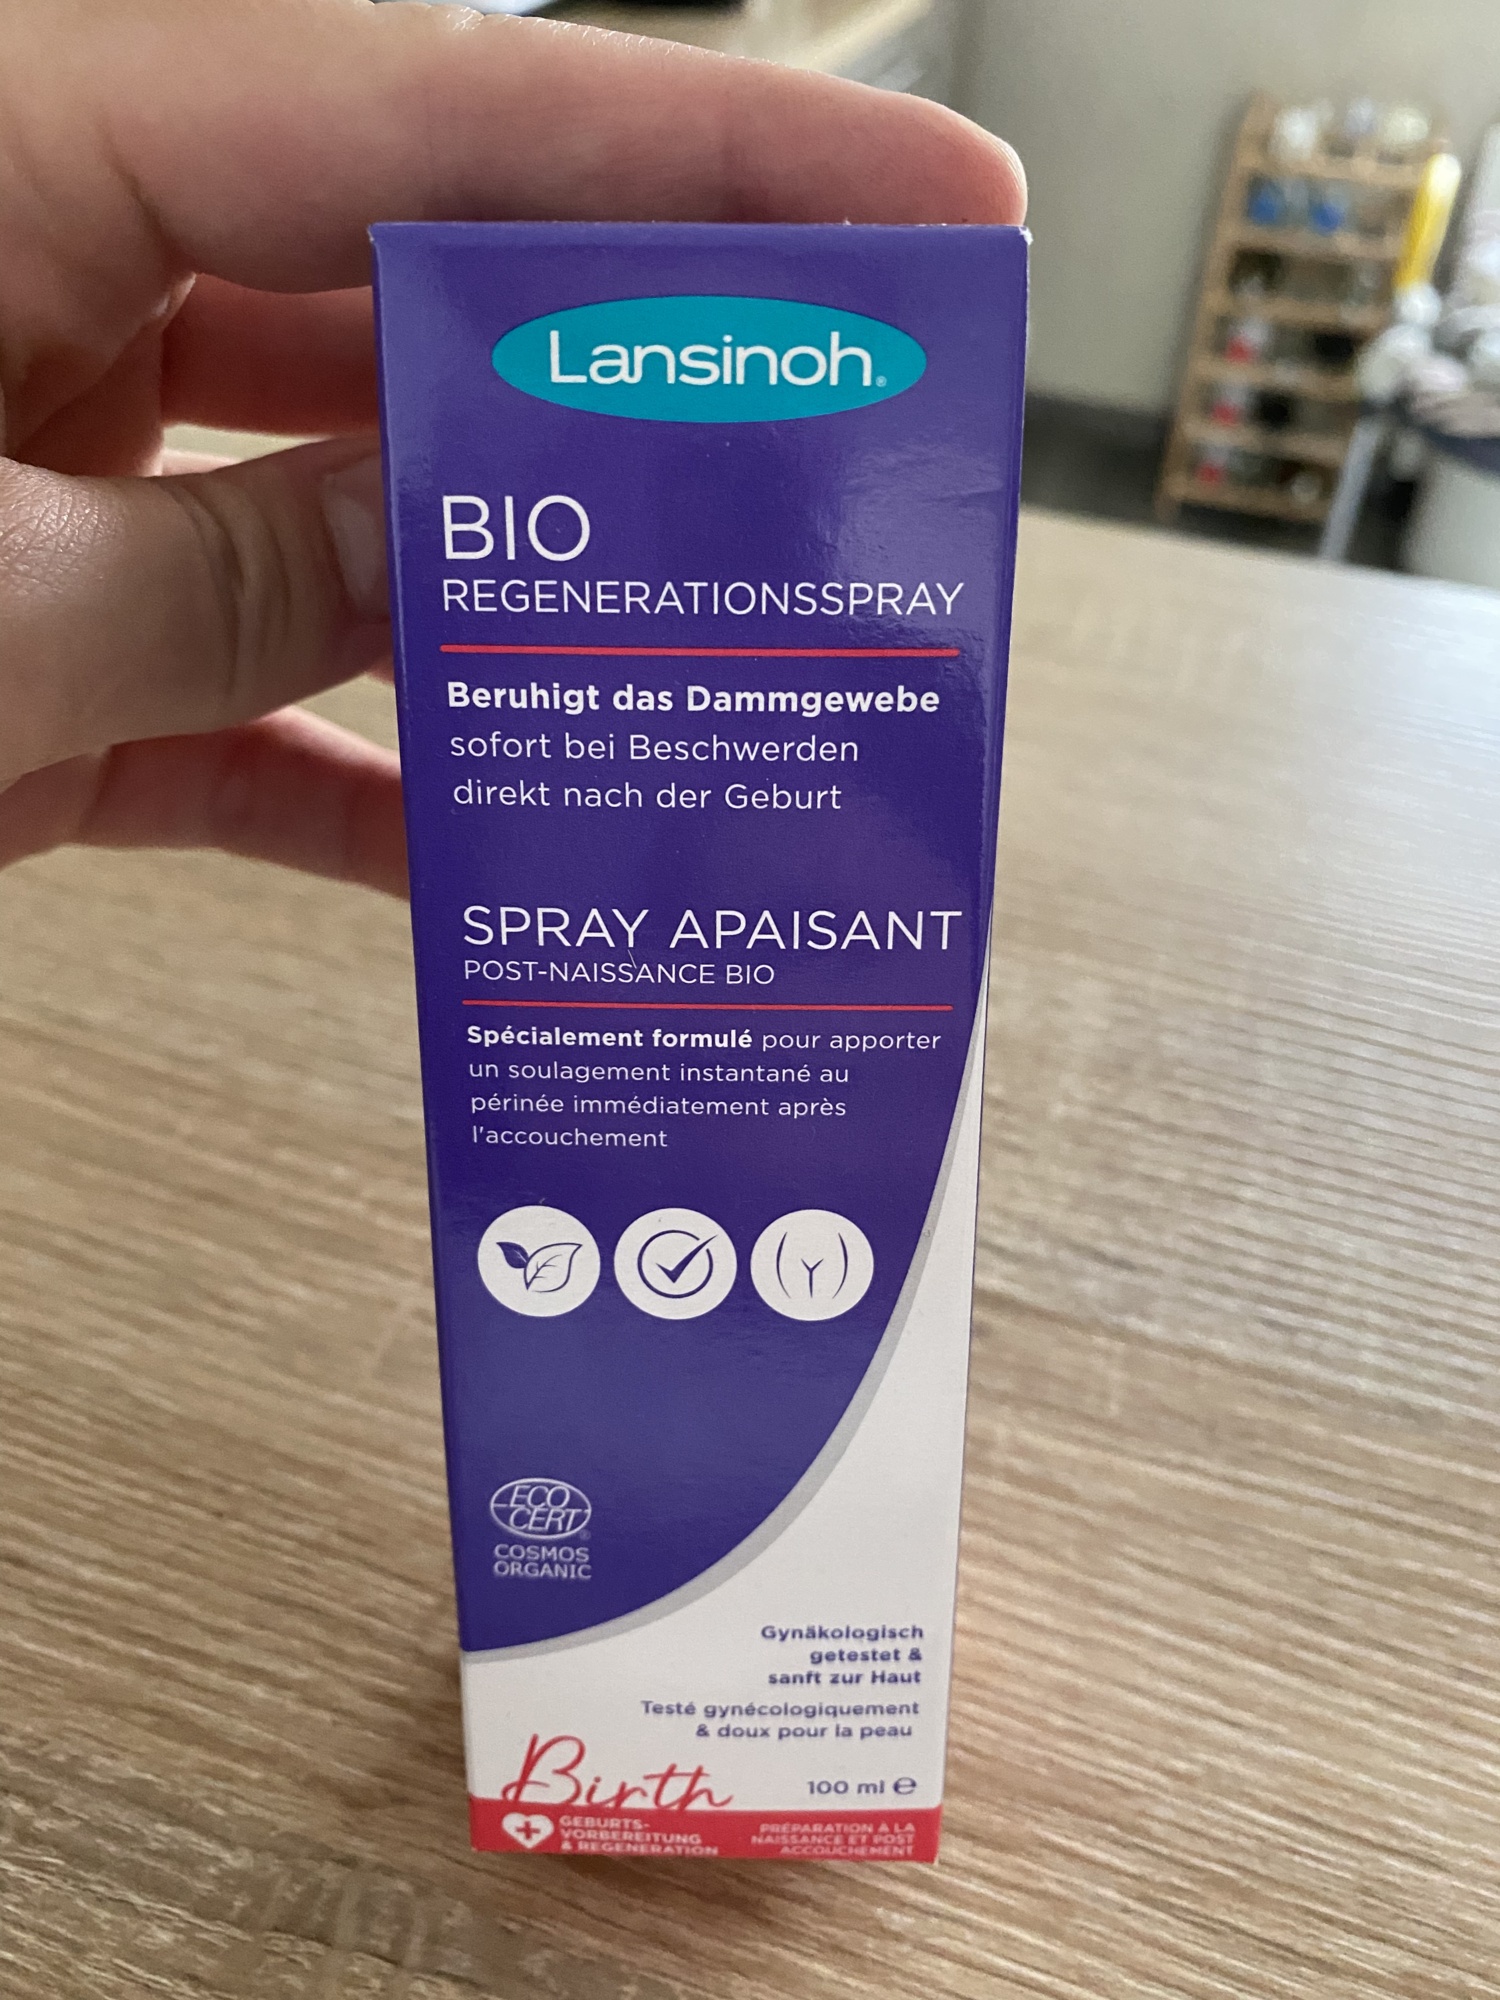 Lansinoh®
BIO
REGENERATIONSSPRAY
Beruhigt das Dammgewebe
sofort bei Beschwerden
direkt nach der Geburt
SPRAY APAISANT
POST-NAISSANCE BIO
Spécialement formulé pour apporter
un soulagement instantané au
périnée immédiatement après
l'accouchement
ECO
CERT®
COSMOS
ORGANIC
Gynäkologisch
getestet &
sanft zur Haut
Testé gynécologiquement
& doux pour la peau
100 ml ℮
Birth
GEBURTS-
VORBEREITUNG
& REGENERATION
PRÉPARATION À LA
NAISSANCE ET POST
ACCOUCHEMENT